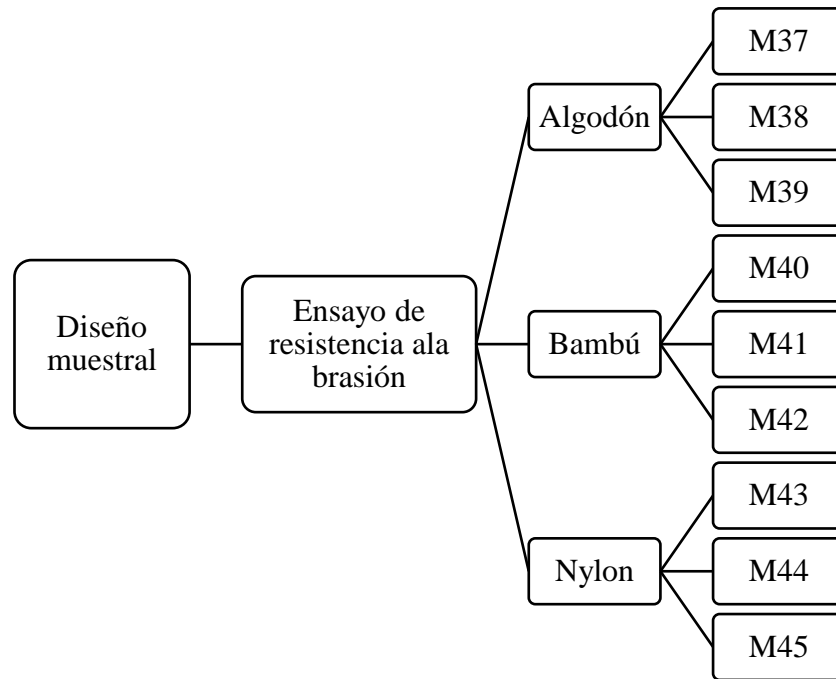 Diseño
muestral
Ensayo de
resistencia ala
brasión
Algodón
M37
M38
M39
Bambú
M40
M41
M42
Nylon
M43
M44
M45